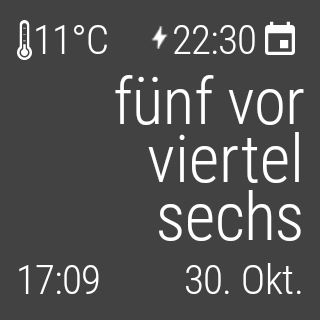 11°C 22:30
fünf vor
viertel
sechs
17:09 30. Okt.